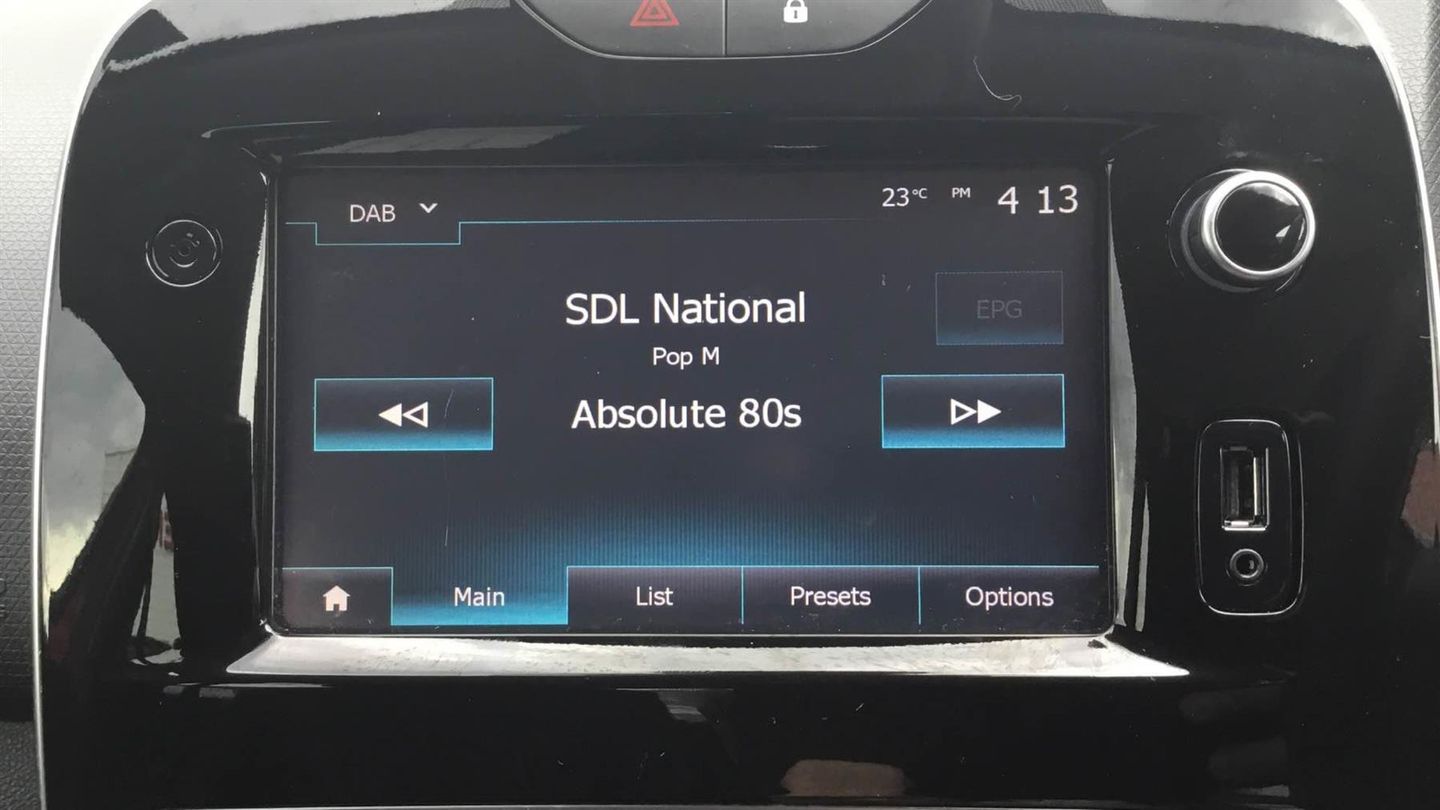 DAB
23°C PM 4 13
SDL National
EPG
Pop M
Absolute 80s
Main List Presets Options